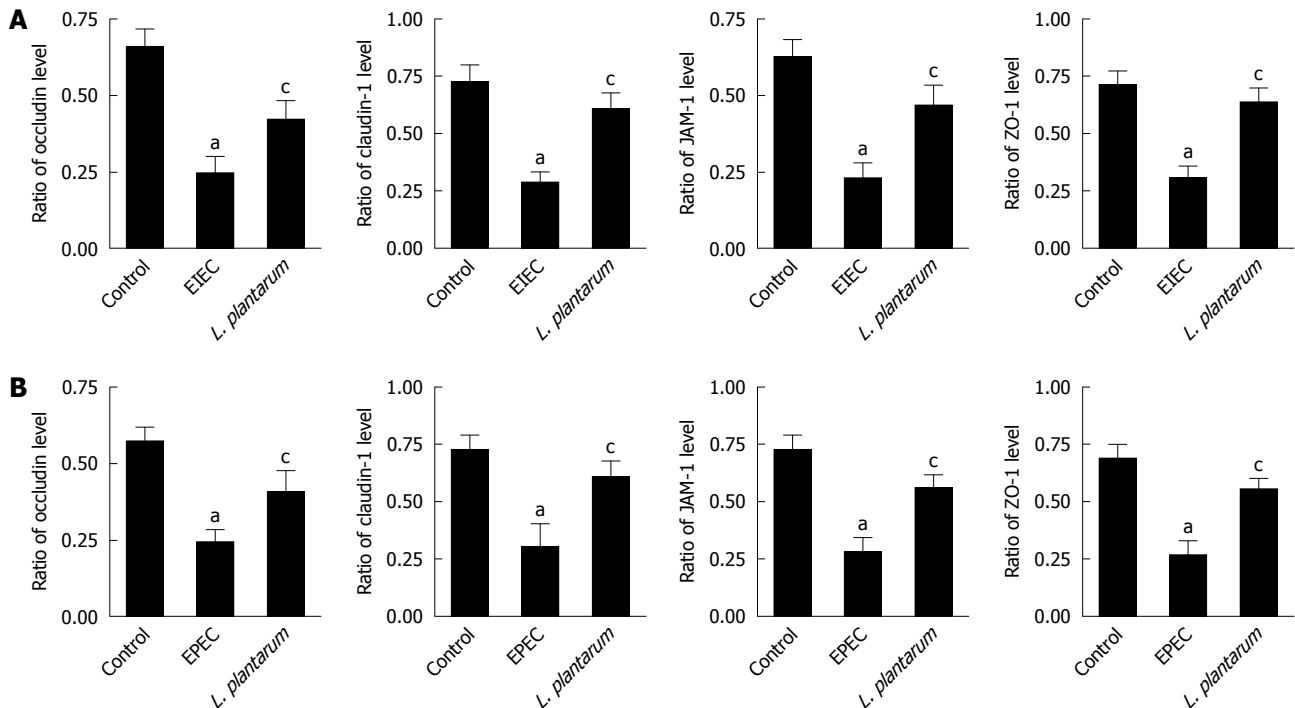 A
Ratio of occludin level
0.75
0.50
0.25
0.00
a
c
Control
EIEC
L. plantarum
Ratio of claudin-1 level
1.00
0.75
0.50
0.25
0.00
a
c
Control
EIEC
L. plantarum
Ratio of JAM-1 level
0.75
0.50
0.25
0.00
a
c
Control
EIEC
L. plantarum
Ratio of ZO-1 level
1.00
0.75
0.50
0.25
0.00
a
c
Control
EIEC
L. plantarum
B
Ratio of occludin level
0.75
0.50
0.25
0.00
a
c
Control
EPEC
L. plantarum
Ratio of claudin-1 level
1.00
0.75
0.50
0.25
0.00
a
c
Control
EPEC
L. plantarum
Ratio of JAM-1 level
1.00
0.75
0.50
0.25
0.00
a
c
Control
EPEC
L. plantarum
Ratio of ZO-1 level
1.00
0.75
0.50
0.25
0.00
a
c
Control
EPEC
L. plantarum